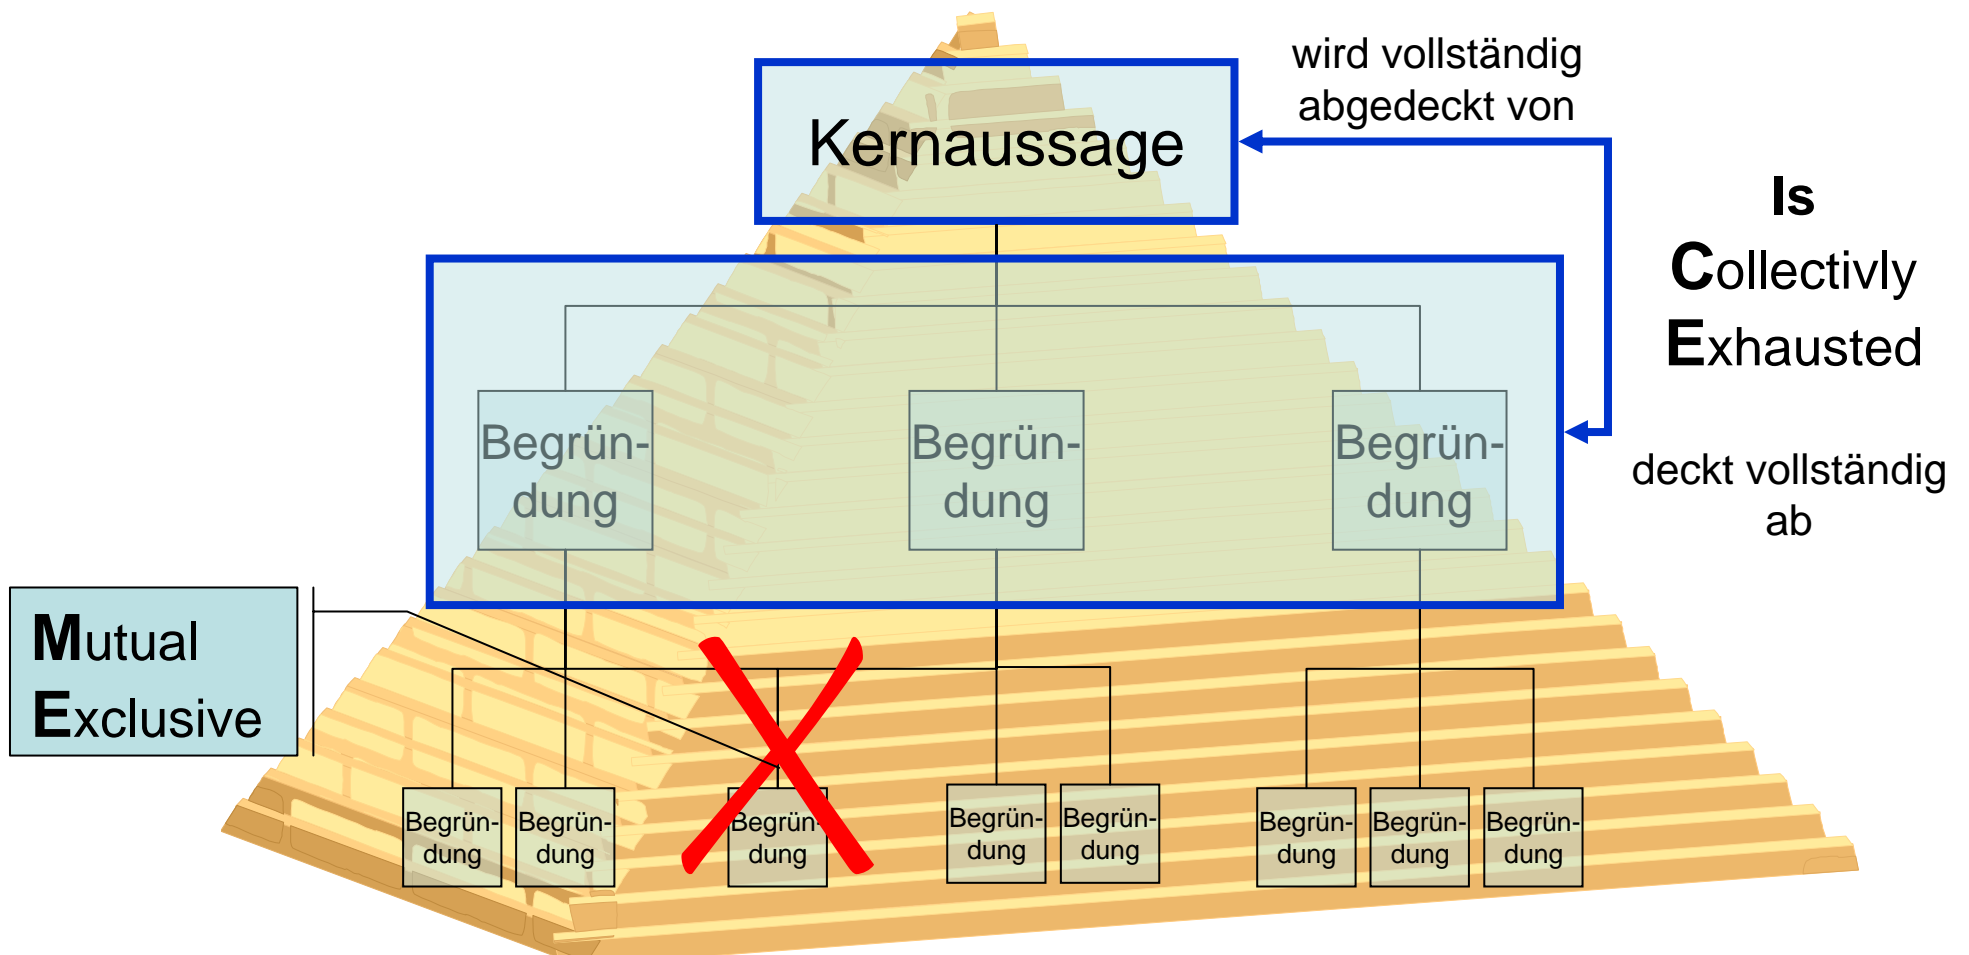 wird vollständig
abgedeckt von
Kernaussage
Is
Collectivly
Exhausted
Begrün-
dung
Begrün-
dung
Begrün-
dung
deckt vollständig
ab
Mutual
Exclusive
Begrün-
dung
Begrün-
dung
Begrün-
dung
Begrün-
dung
Begrün-
dung
Begrün-
dung
Begrün-
dung
Begrün-
dung